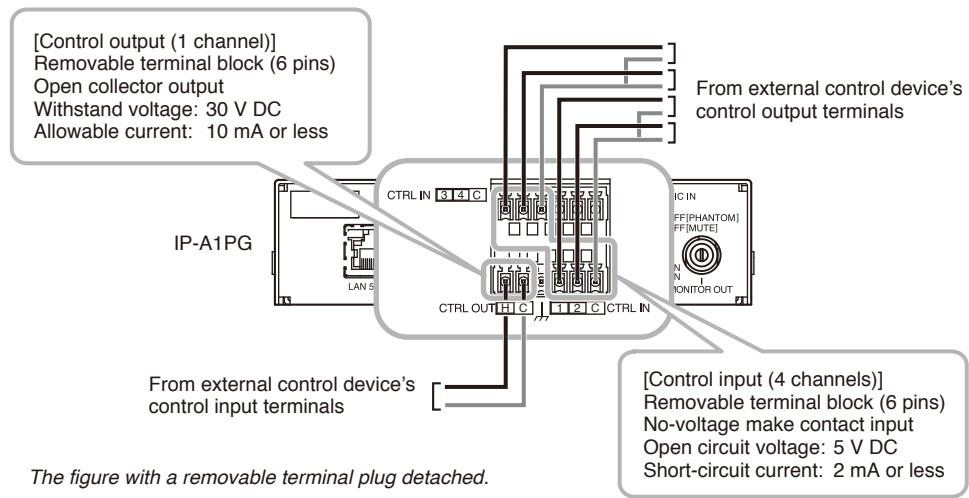 [Control output (1 channel)]
Removable terminal block (6 pins)
Open collector output
Withstand voltage: 30 V DC
Allowable current: 10 mA or less
From external control device's
control output terminals
CTRL IN 3 4 C
IC IN
FF [PHANTOM]
FF [MUTE]
IP-A1PG
LAN
N
N
MONITOR OUT
CTRL OUT H C
1 2 C CTRL IN
From external control device's
control input terminals
[Control input (4 channels)]
Removable terminal block (6 pins)
No-voltage make contact input
Open circuit voltage: 5 V DC
Short-circuit current: 2 mA or less
The figure with a removable terminal plug detached.